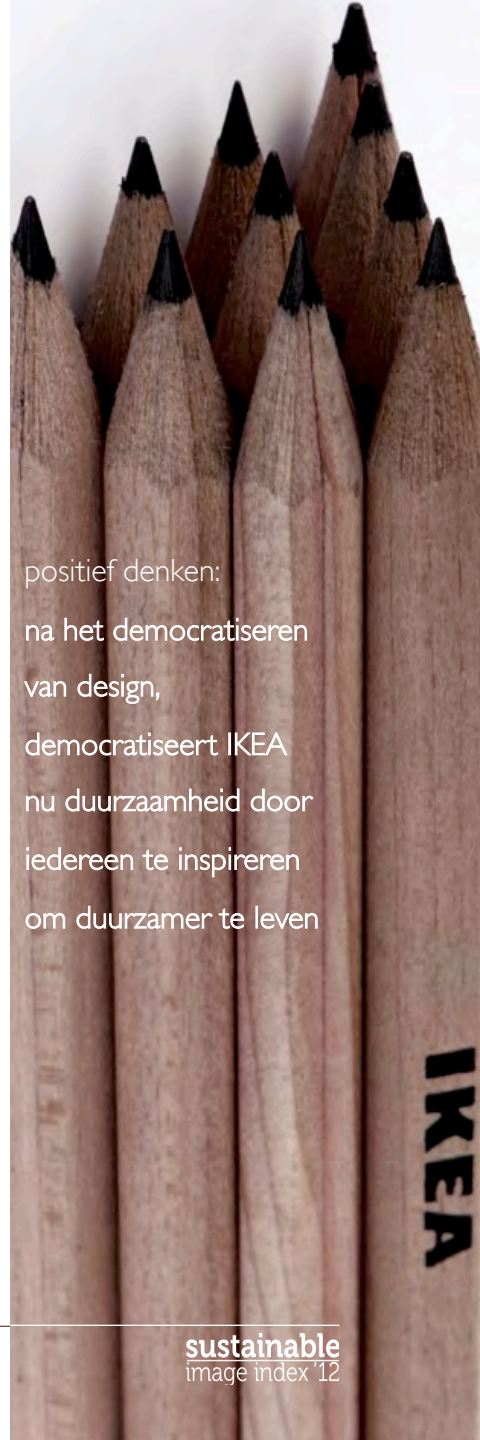 positief denken:
na het democratiseren
van design,
democratiseert IKEA
nu duurzaamheid door
iedereen te inspireren
om duurzamer te leven
IKEA
sustainable
image index ‘12